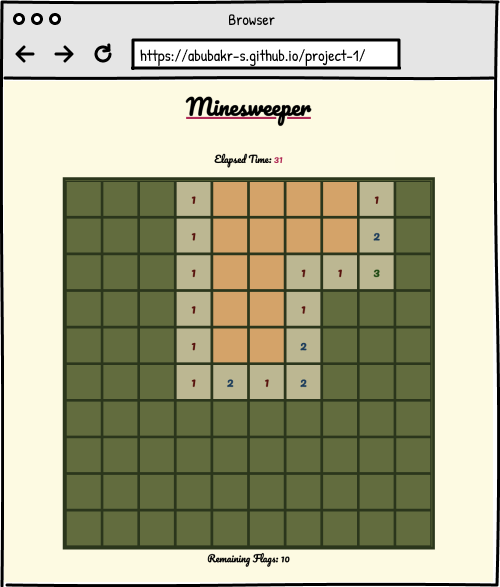 Browser
https://abubakr-s.github.io/project-1/
Minesweeper
Elapsed Time: 31
1 1
1 2
1 1 1 3
1 1
1 2
1 2 1 2
Remaining Flags: 10